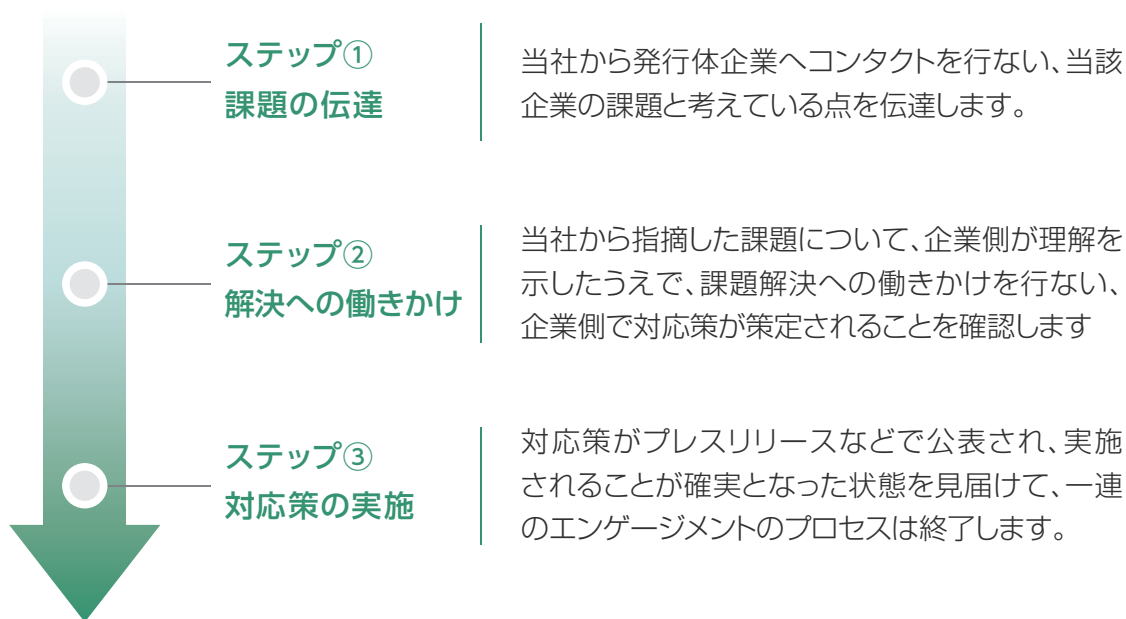 ステップ①
課題の伝達
当社から発行体企業へコンタクトを行ない、当該
企業の課題と考えている点を伝達します。
ステップ②
解決への働きかけ
当社から指摘した課題について、企業側が理解を
示したうえで、課題解決への働きかけを行ない、
企業側で対応策が策定されることを確認します
ステップ③
対応策の実施
対応策がプレスリリースなどで公表され、実施
されることが確実となった状態を見届けて、一連
のエンゲージメントのプロセスは終了します。